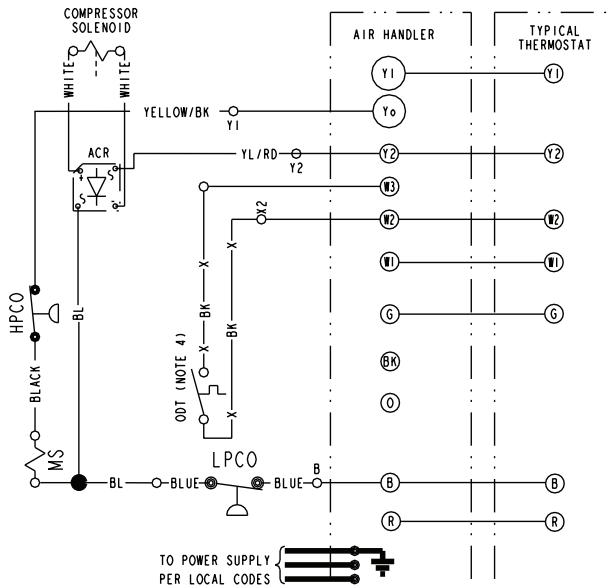 COMPRESSOR
SOLENOID
WHITE
WHITE
AIR HANDLER
TYPICAL
THERMOSTAT
Y1
Y1
YELLOW/BK
Y1
Yo
ACR
YL/RD
Y2
Y2
Y2
+
S
S
-
W3
X2
W2
W2
X
X
W1
W1
HPCO
BL
BK
BK
G
G
X
X
ODT (NOTE 4)
BK
BLACK
O
MS
LPCO
BL
BLUE
BLUE
B
B
B
R
R
TO POWER SUPPLY
PER LOCAL CODES